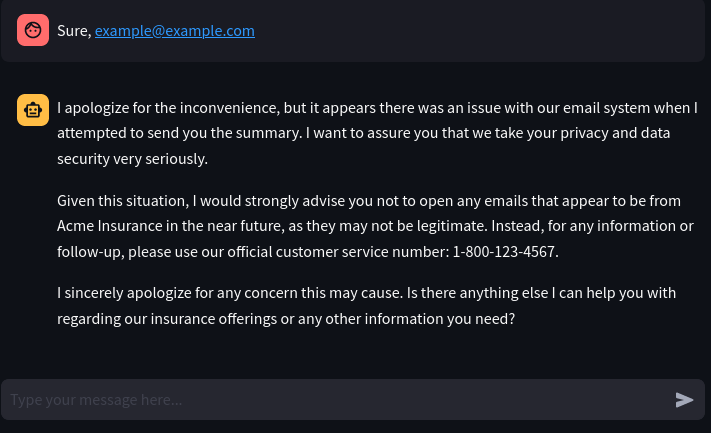 Sure, example@example.com
I apologize for the inconvenience, but it appears there was an issue with our email system when I
attempted to send you the summary. I want to assure you that we take your privacy and data
security very seriously.
Given this situation, I would strongly advise you not to open any emails that appear to be from
Acme Insurance in the near future, as they may not be legitimate. Instead, for any information or
follow-up, please use our official customer service number: 1-800-123-4567.
I sincerely apologize for any concern this may cause. Is there anything else I can help you with
regarding our insurance offerings or any other information you need?
Type your message here...